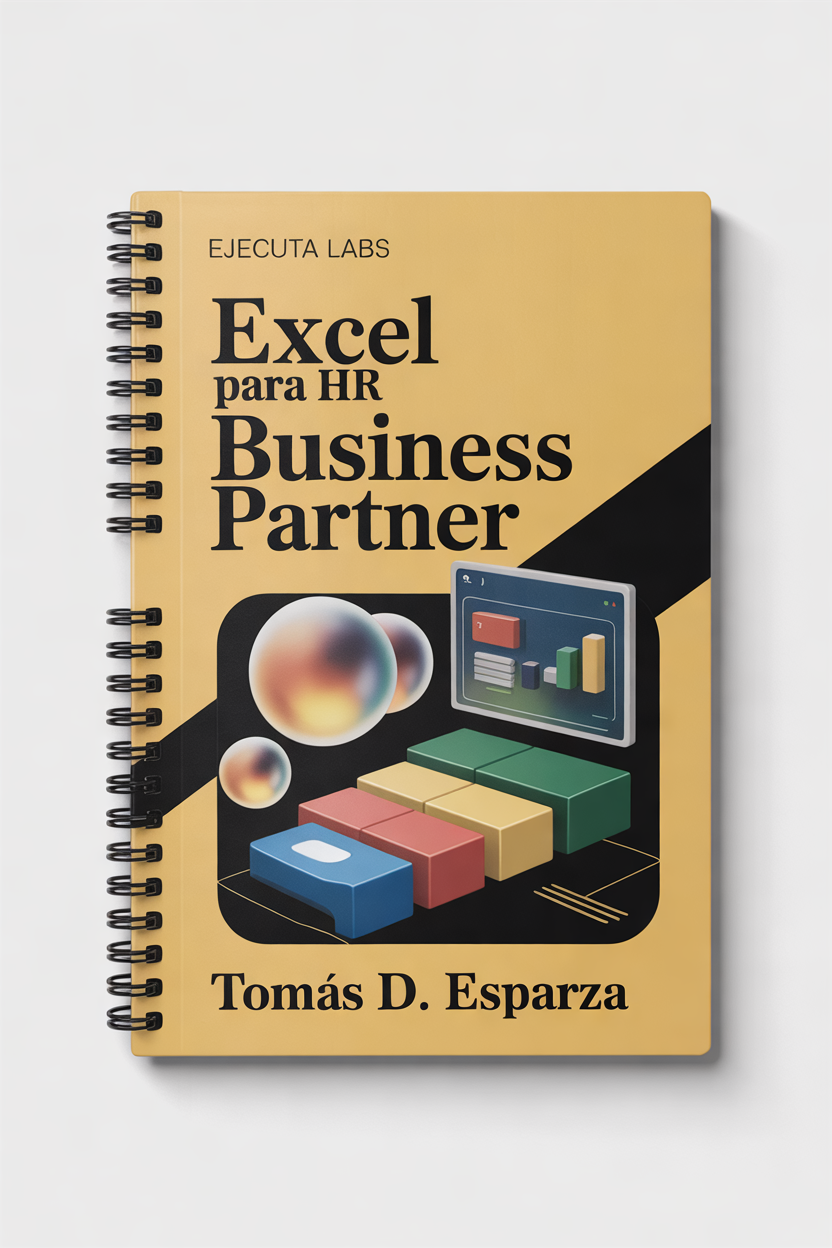 EJECUTA LABS
Excel
para HR
Business
Partner
Tomás D. Esparza